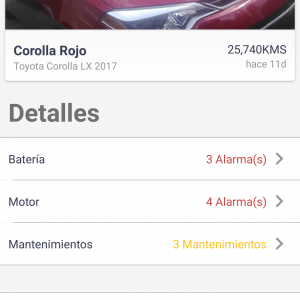 Corolla Rojo 25,740KMS
Toyota Corolla LX 2017 hace 11d
Detalles
Batería 3 Alarma(s)
Motor 4 Alarma(s)
Mantenimientos 3 Mantenimientos